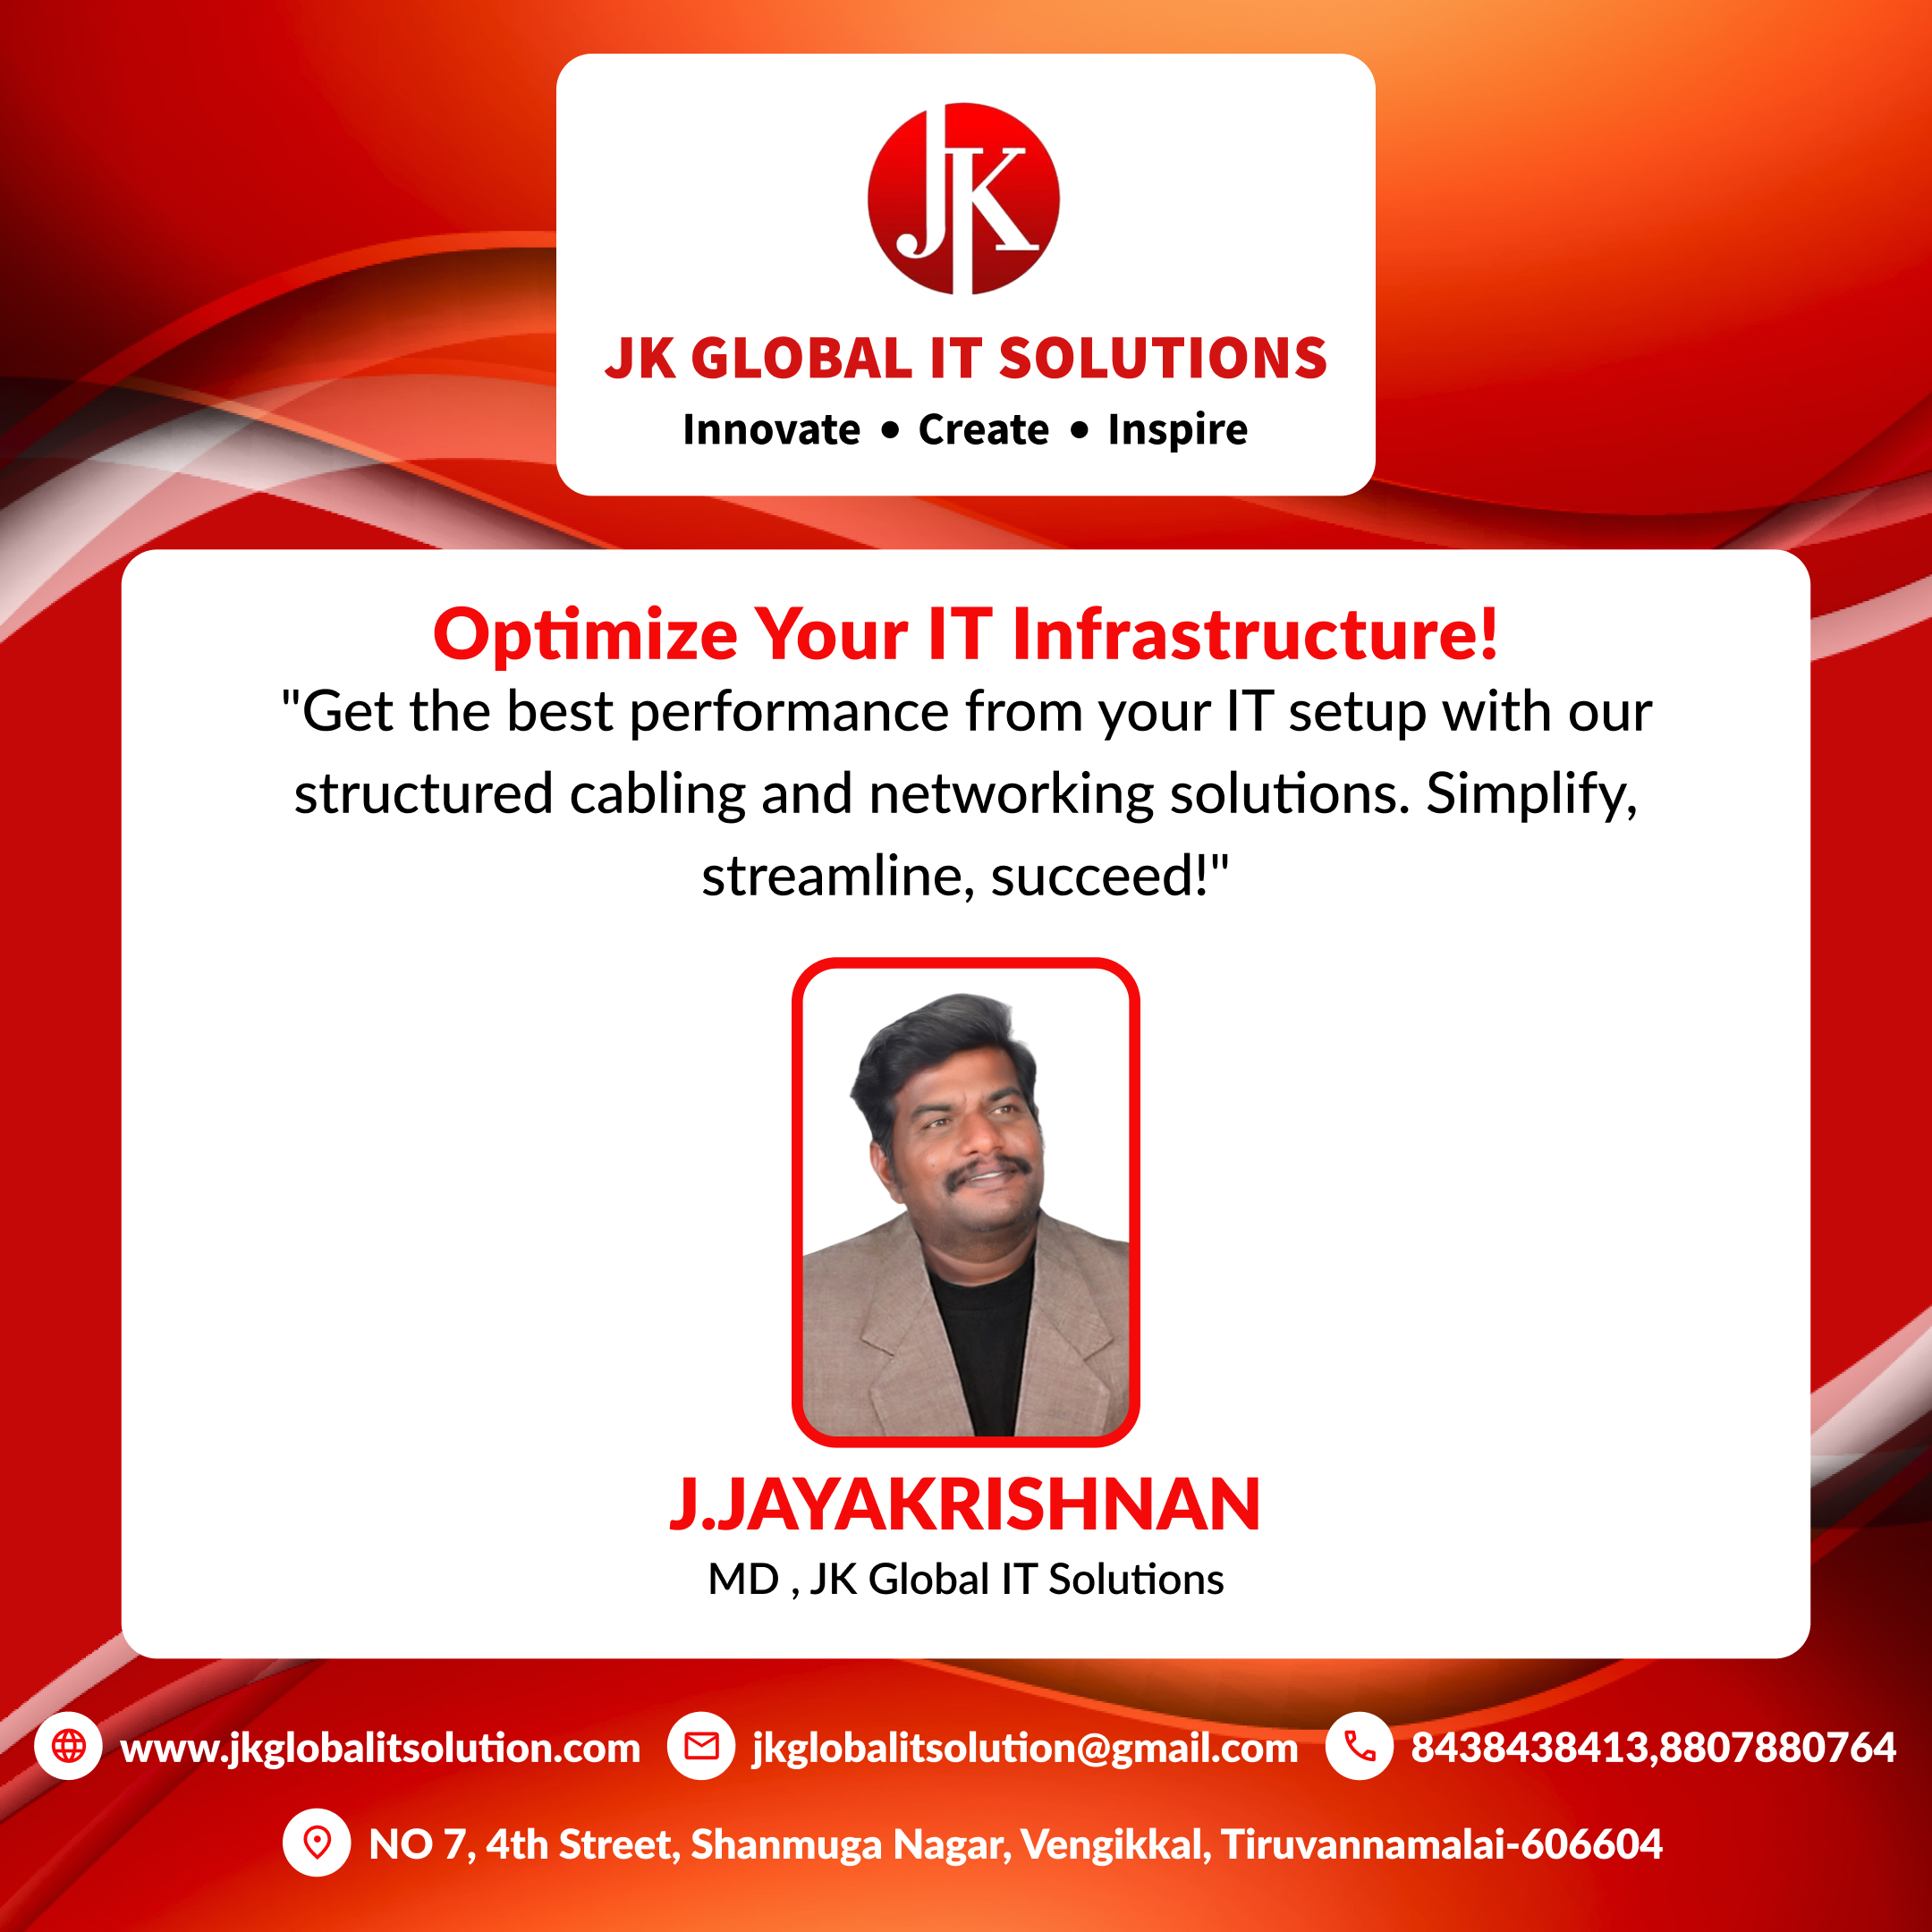 JK
JK GLOBAL IT SOLUTIONS
Innovate • Create • Inspire
Optimize Your IT Infrastructure!
"Get the best performance from your IT setup with our
structured cabling and networking solutions. Simplify,
streamline, succeed!"
J.JAYAKRISHNAN
MD , JK Global IT Solutions
www.jkglobalitsolution.com jkglobalitsolution@gmail.com 8438438413,8807880764
NO 7, 4th Street, Shanmuga Nagar, Vengikkal, Tiruvannamalai-606604